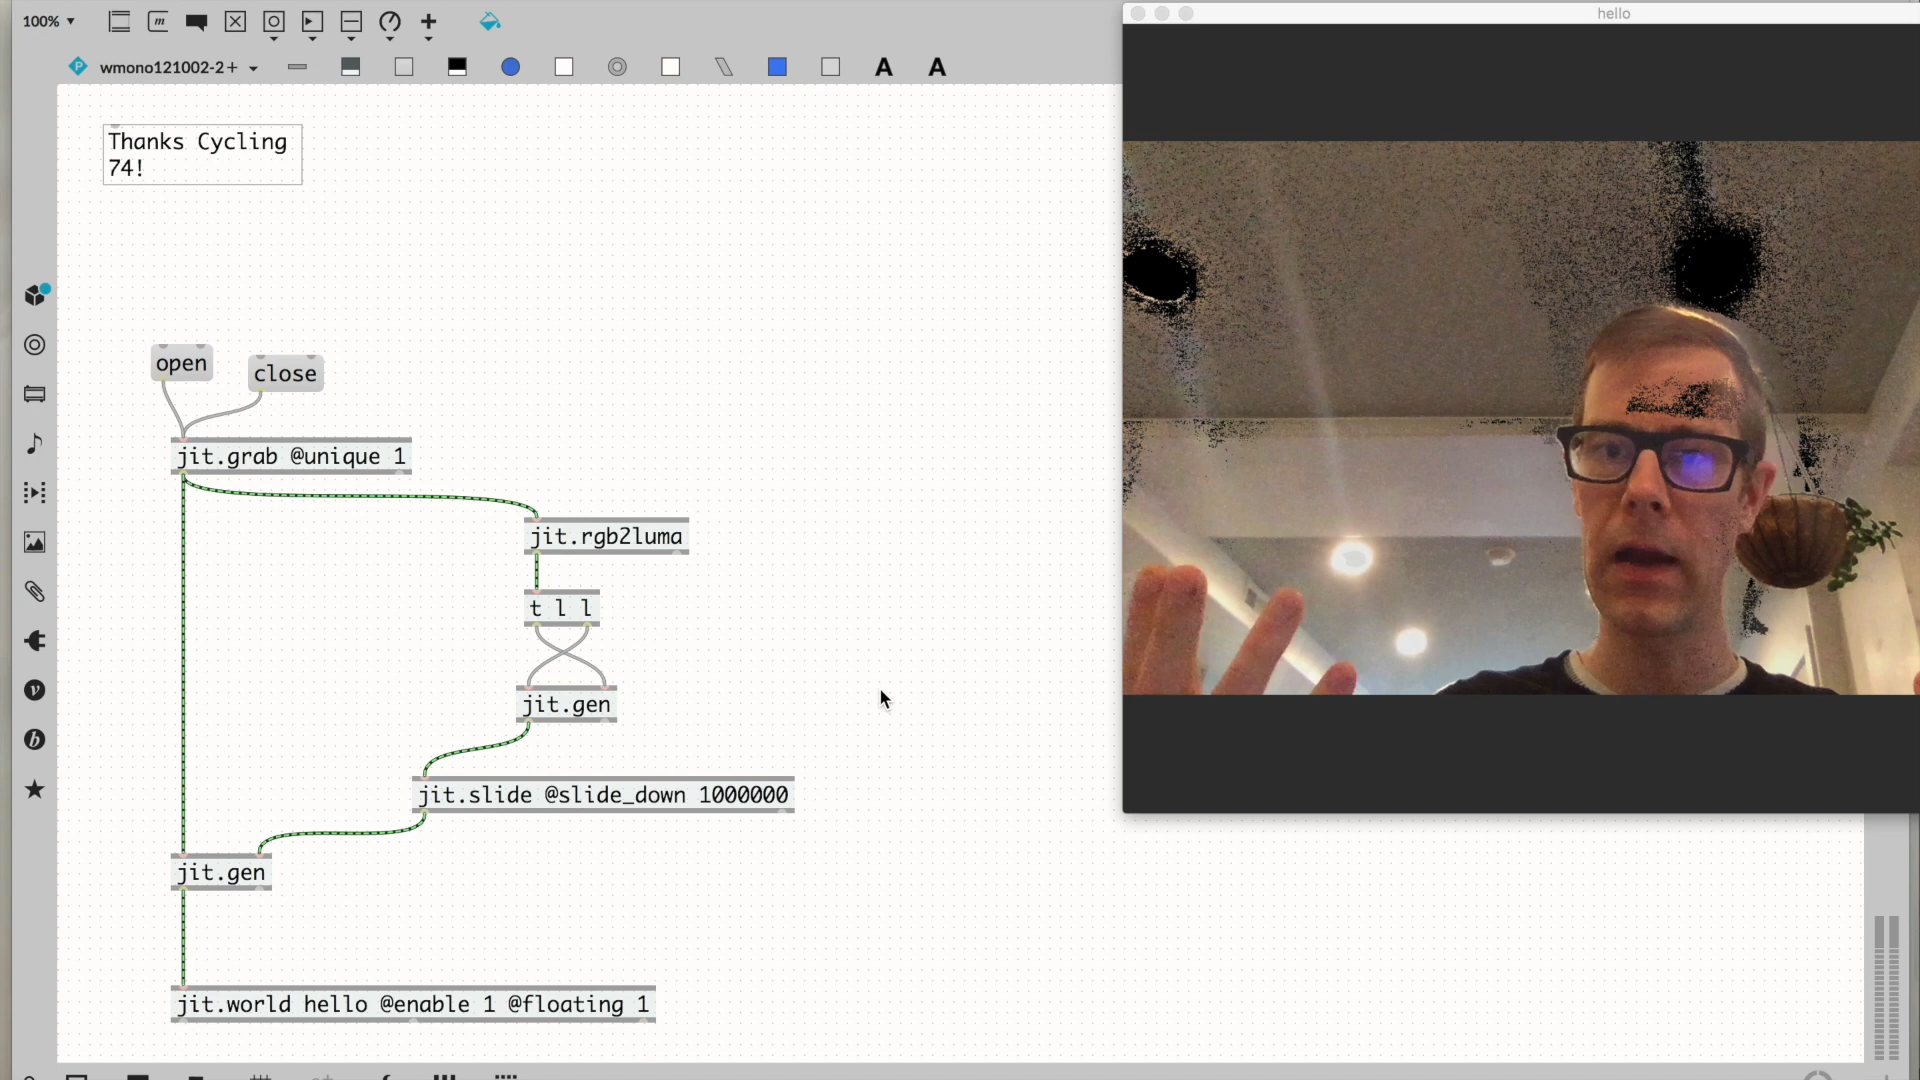 100%
m
hello
wmono121002-2+
A A
Thanks Cycling
74!
open
close
jit.grab @unique 1
jit.rgb2luma
t l l
jit.gen
jit.slide @slide_down 1000000
jit.gen
jit.world hello @enable 1 @floating 1